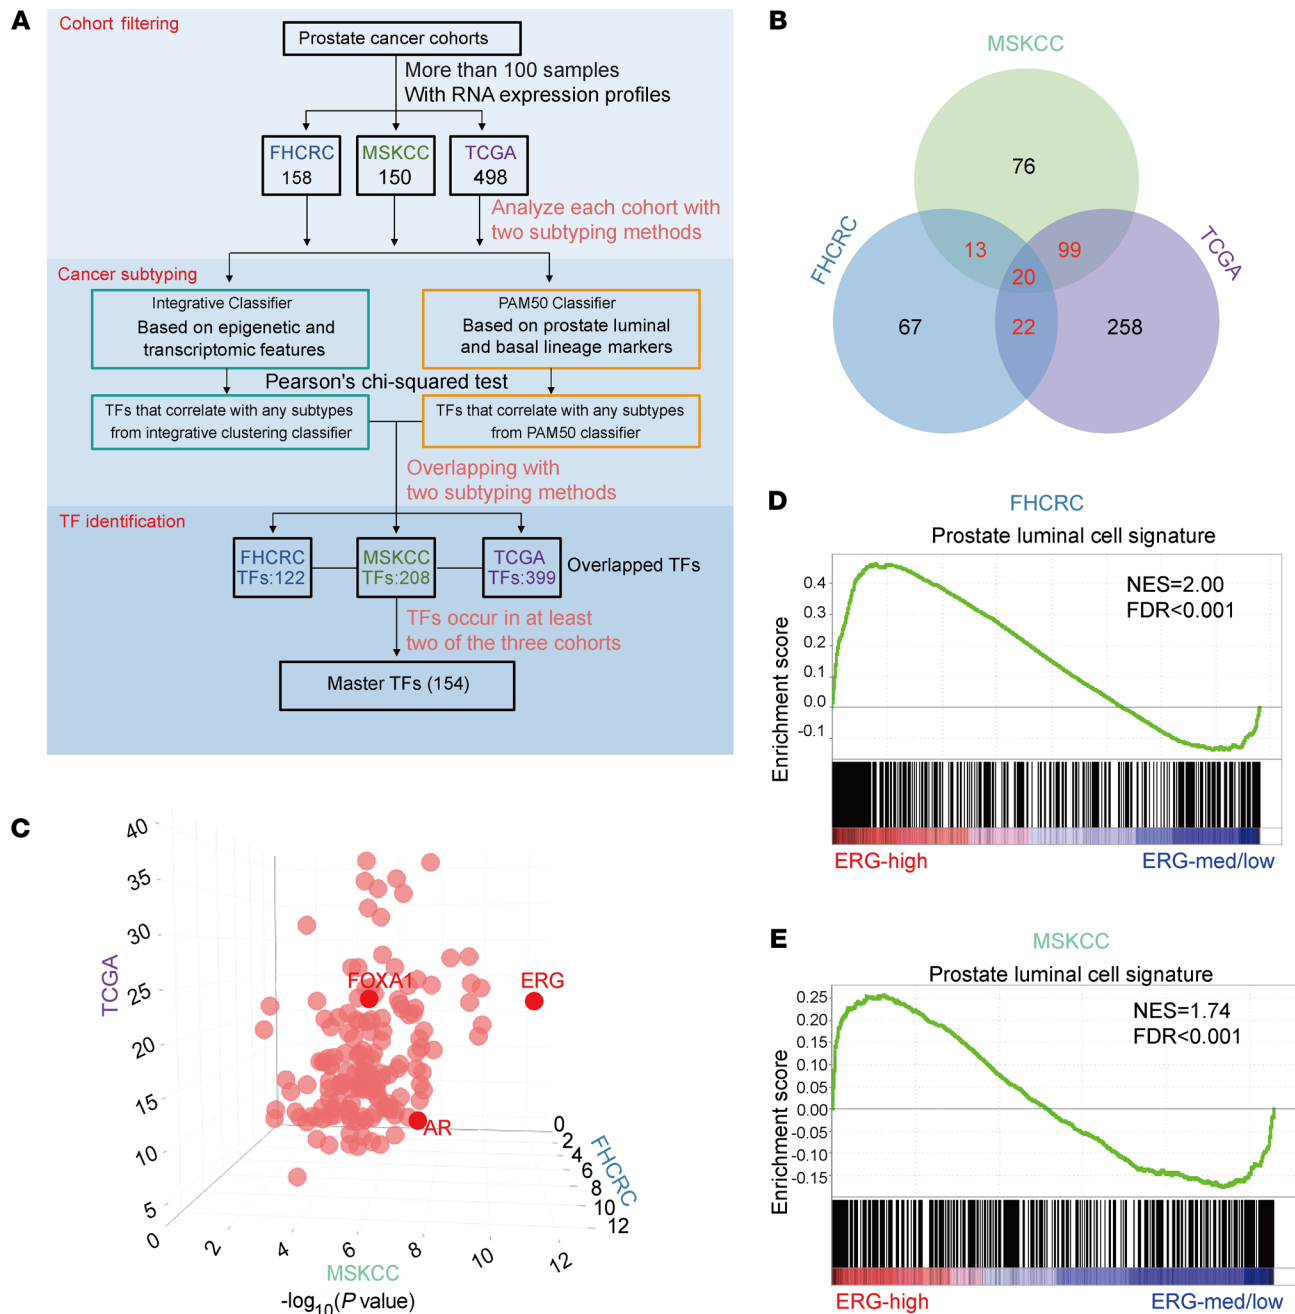 A
Cohort filtering
Prostate cancer cohorts
More than 100 samples
With RNA expression profiles
FHCRC
158
MSKCC
150
TCGA
498
Analyze each cohort with
two subtyping methods
Cancer subtyping
Integrative Classifier
Based on epigenetic and
transcriptomic features
PAM50 Classifier
Based on prostate luminal
and basal lineage markers
Pearson's chi-squared test
TFs that correlate with any subtypes
from integrative clustering classifier
TFs that correlate with any subtypes
from PAM50 classifier
Overlapping with
two subtyping methods
TF identification
FHCRC
TFs:122
MSKCC
TFs:208
TCGA
TFs:399
Overlapped TFs
TFs occur in at least
two of the three cohorts
Master TFs (154)
B
MSKCC
FHCRC
TCGA
76
13
99
20
67
22
258
C
TCGA
40
35
30
25
20
15
10
5
0
2
4
6
8
10
12
MSKCC
-log10(P value)
0
2
4
6
8
10
12
FHCRC
FOXA1
ERG
AR
D
FHCRC
Prostate luminal cell signature
NES=2.00
FDR<0.001
Enrichment score
0.4
0.3
0.2
0.1
0.0
-0.1
ERG-high
ERG-med/low
E
MSKCC
Prostate luminal cell signature
NES=1.74
FDR<0.001
Enrichment score
0.25
0.20
0.15
0.10
0.05
0.00
-0.05
-0.10
-0.15
ERG-high
ERG-med/low